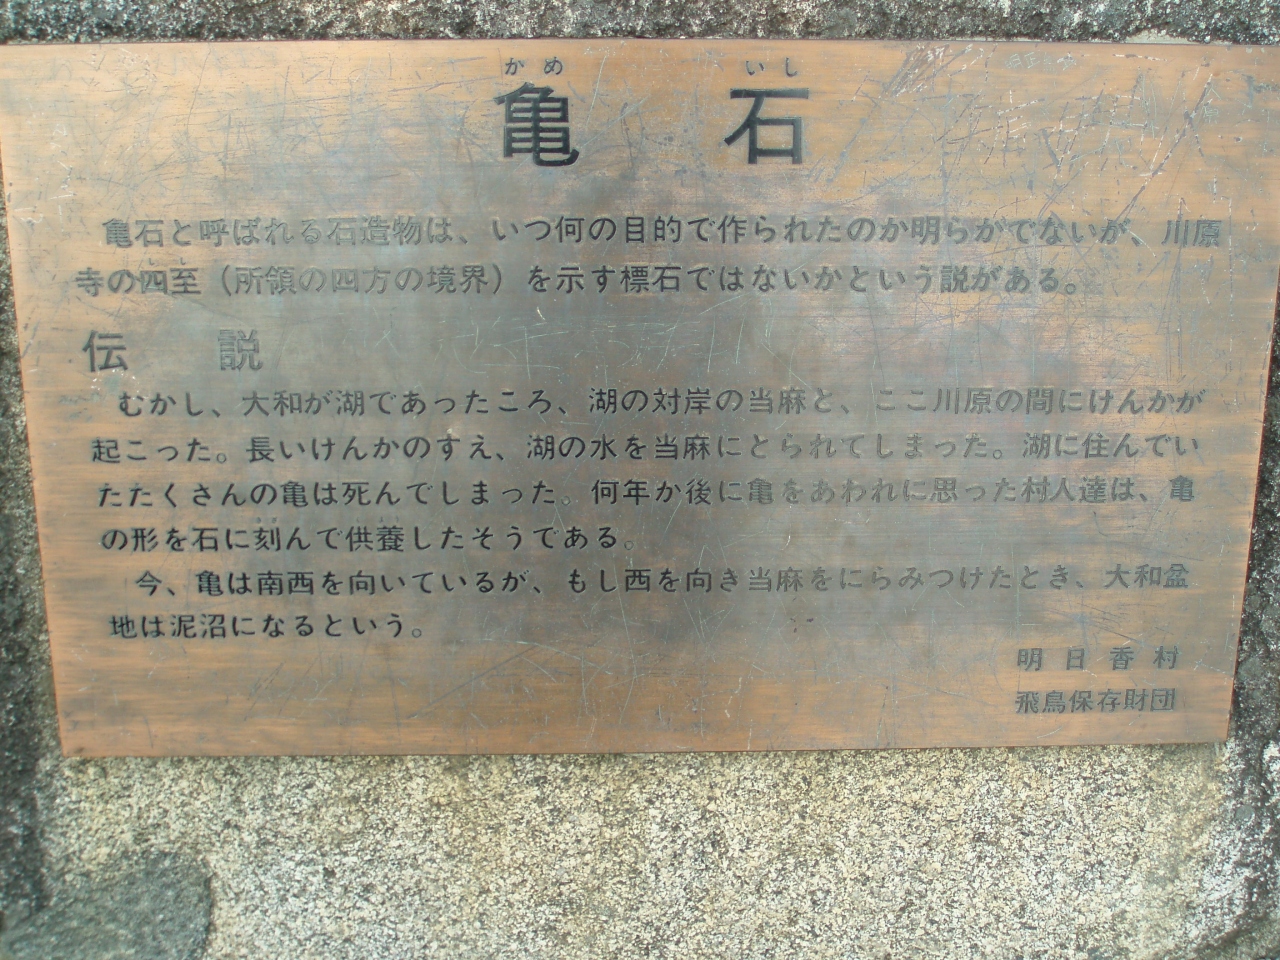 かめ いし
亀 石
亀石と呼ばれる石造物は、いつ何の目的で作られたのか明らかでないが、川原
寺の四至（所領の四方の境界）を示す標石ではないかという説がある。
伝 説
むかし、大和が湖であったころ、湖の対岸の当麻と、ここ川原の間にけんかが
起こった。長いけんかのすえ、湖の水を当麻にとられてしまった。湖に住んでい
たたくさんの亀は死んでしまった。何年か後に亀をあわれに思った村人達は、亀
の形を石に刻んで供養したそうである。
今、亀は南西を向いているが、もし西を向き当麻をにらみつけたとき、大和盆
地は泥沼になるという。
明日香村
飛鳥保存財団